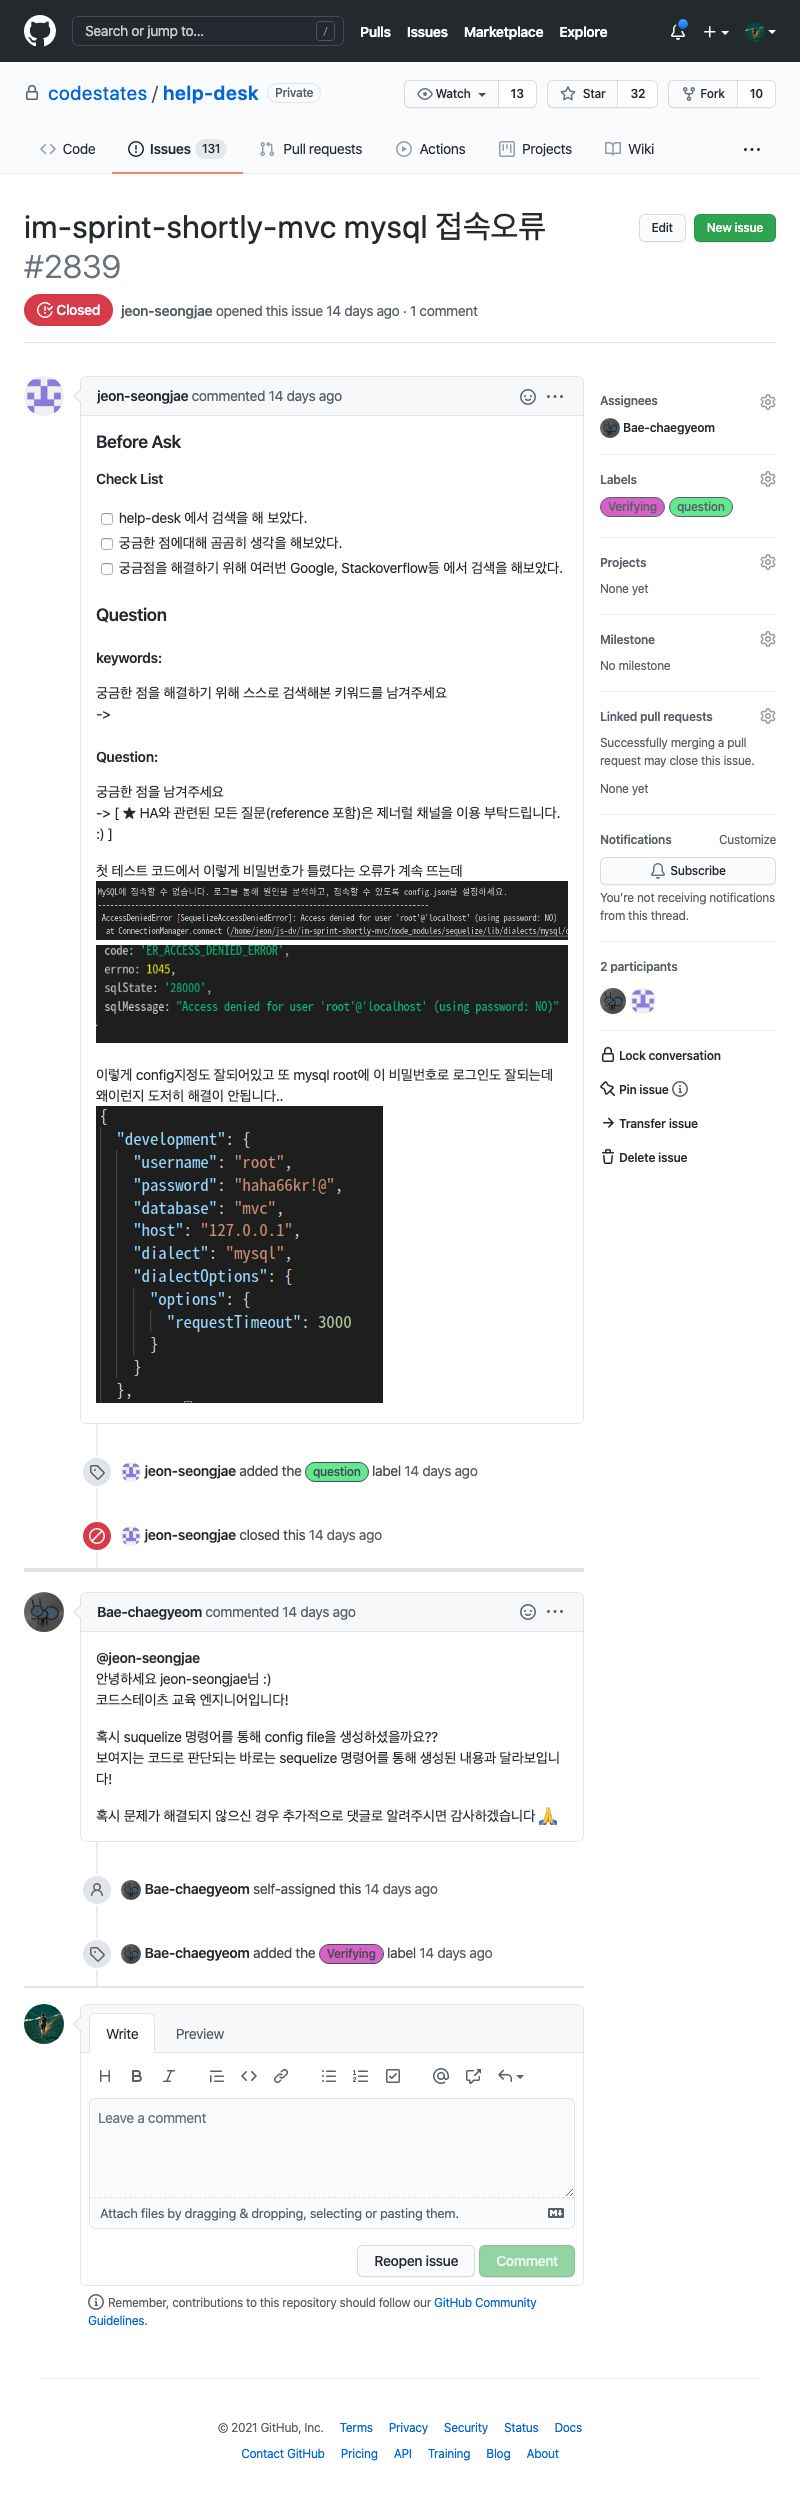 Search or jump to... /
Pulls Issues Marketplace Explore
codestates / help-desk Private
Watch 13 Star 32 Fork 10
Code Issues 131 Pull requests Actions Projects Wiki ...
im-sprint-shortly-mvc mysql 접속오류
#2839
Edit New issue
Closed jeon-seongjae opened this issue 14 days ago · 1 comment
jeon-seongjae commented 14 days ago
Before Ask
Check List
help-desk 에서 검색을 해 보았다.
궁금한 점에대해 곰곰히 생각을 해보았다.
궁금점을 해결하기 위해 여러번 Google, Stackoverflow등 에서 검색을 해보았다.
Question
keywords:
궁금한 점을 해결하기 위해 스스로 검색해본 키워드를 남겨주세요
->
Question:
궁금한 점을 남겨주세요
-> [ ★ HA와 관련된 모든 질문(reference 포함)은 제너럴 채널을 이용 부탁드립니다.
:) ]
첫 테스트 코드에서 이렇게 비밀번호가 틀렸다는 오류가 계속 뜨는데
MySQL에 접속할 수 없습니다. 로그를 통해 원인을 분석하고, 접속할 수 있도록 config.json을 설정하세요.
AccessDeniedError [SequelizeAccessDeniedError]: Access denied for user 'root'@'localhost' (using password: NO)
at ConnectionManager.connect (/home/jeon/js-dv/im-sprint-shortly-mvc/node_modules/sequelize/lib/dialects/mysql/c
code: 'ER_ACCESS_DENIED_ERROR',
errno: 1045,
sqlState: '28000',
sqlMessage: "Access denied for user 'root'@'localhost' (using password: NO)"
이렇게 config지정도 잘되어있고 또 mysql root에 이 비밀번호로 로그인도 잘되는데
왜이런지 도저히 해결이 안됩니다..
{
"development": {
"username": "root",
"password": "haha66kr!@",
"database": "mvc",
"host": "127.0.0.1",
"dialect": "mysql",
"dialectOptions": {
"options": {
"requestTimeout": 3000
}
}
},
jeon-seongjae added the question label 14 days ago
jeon-seongjae closed this 14 days ago
Bae-chaegyeom commented 14 days ago
@jeon-seongjae
안녕하세요 jeon-seongjae님 :)
코드스테이츠 교육 엔지니어입니다!
혹시 suquelize 명령어를 통해 config file을 생성하셨을까요??
보여지는 코드로 판단되는 바로는 sequelize 명령어를 통해 생성된 내용과 달라보입니
다!
혹시 문제가 해결되지 않으신 경우 추가적으로 댓글로 알려주시면 감사하겠습니다 🙏
Bae-chaegyeom self-assigned this 14 days ago
Bae-chaegyeom added the Verifying label 14 days ago
Write Preview
Leave a comment
Attach files by dragging & dropping, selecting or pasting them.
Reopen issue Comment
Remember, contributions to this repository should follow our GitHub Community
Guidelines.
Assignees
Bae-chaegyeom
Labels
Verifying question
Projects
None yet
Milestone
No milestone
Linked pull requests
Successfully merging a pull
request may close this issue.
None yet
Notifications Customize
Subscribe
You're not receiving notifications
from this thread.
2 participants
Lock conversation
Pin issue
Transfer issue
Delete issue
© 2021 GitHub, Inc. Terms Privacy Security Status Docs
Contact GitHub Pricing API Training Blog About